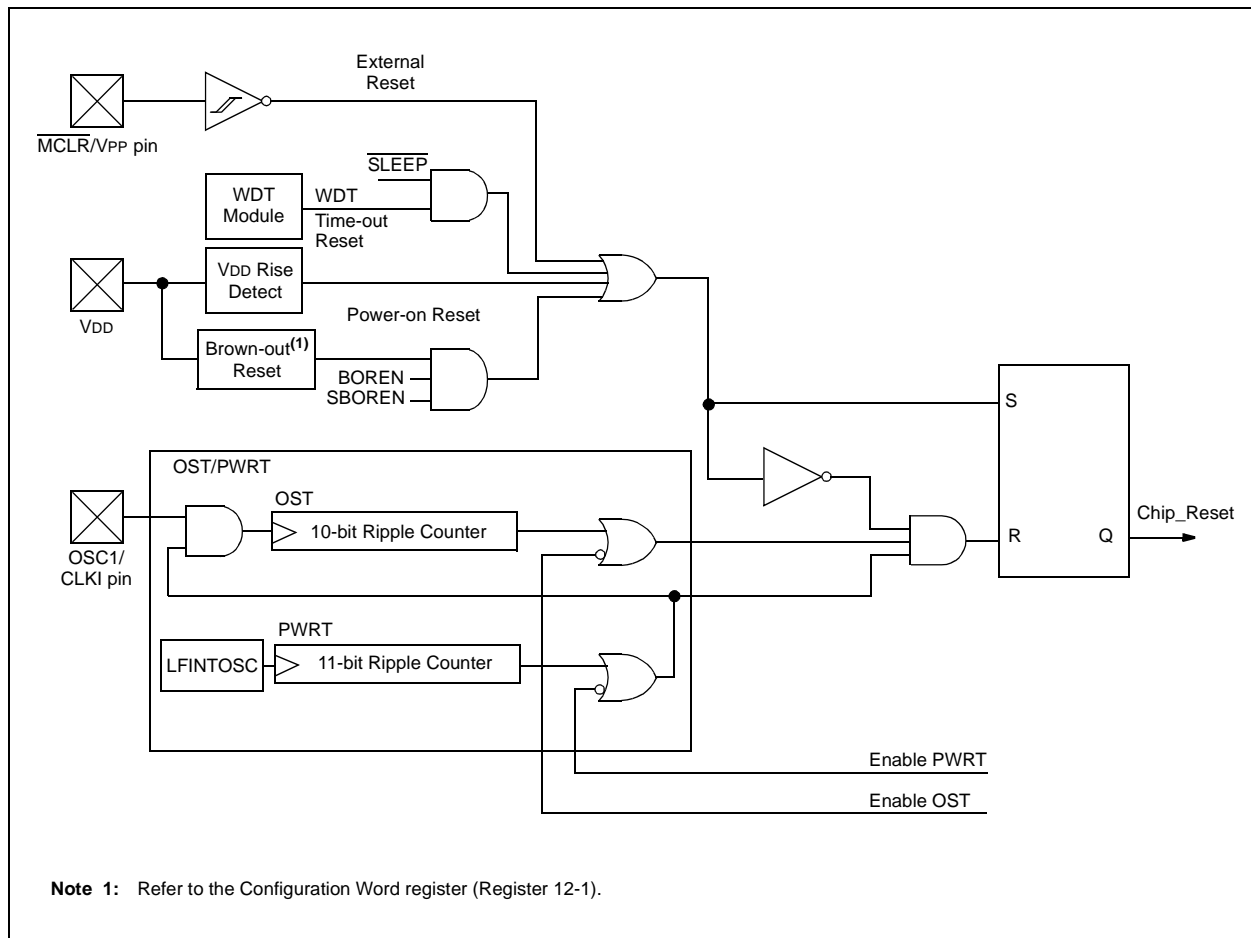 External
Reset
MCLR/VPP pin
SLEEP
WDT
Module
WDT
Time-out
Reset
VDD Rise
Detect
VDD
Power-on Reset
Brown-out(1)
Reset
BOREN
SBOREN
S
OST/PWRT
OST
10-bit Ripple Counter
OSC1/
CLKI pin
R
Q
Chip_Reset
PWRT
LFINTOSC
11-bit Ripple Counter
Enable PWRT
Enable OST
Note 1: Refer to the Configuration Word register (Register 12-1).